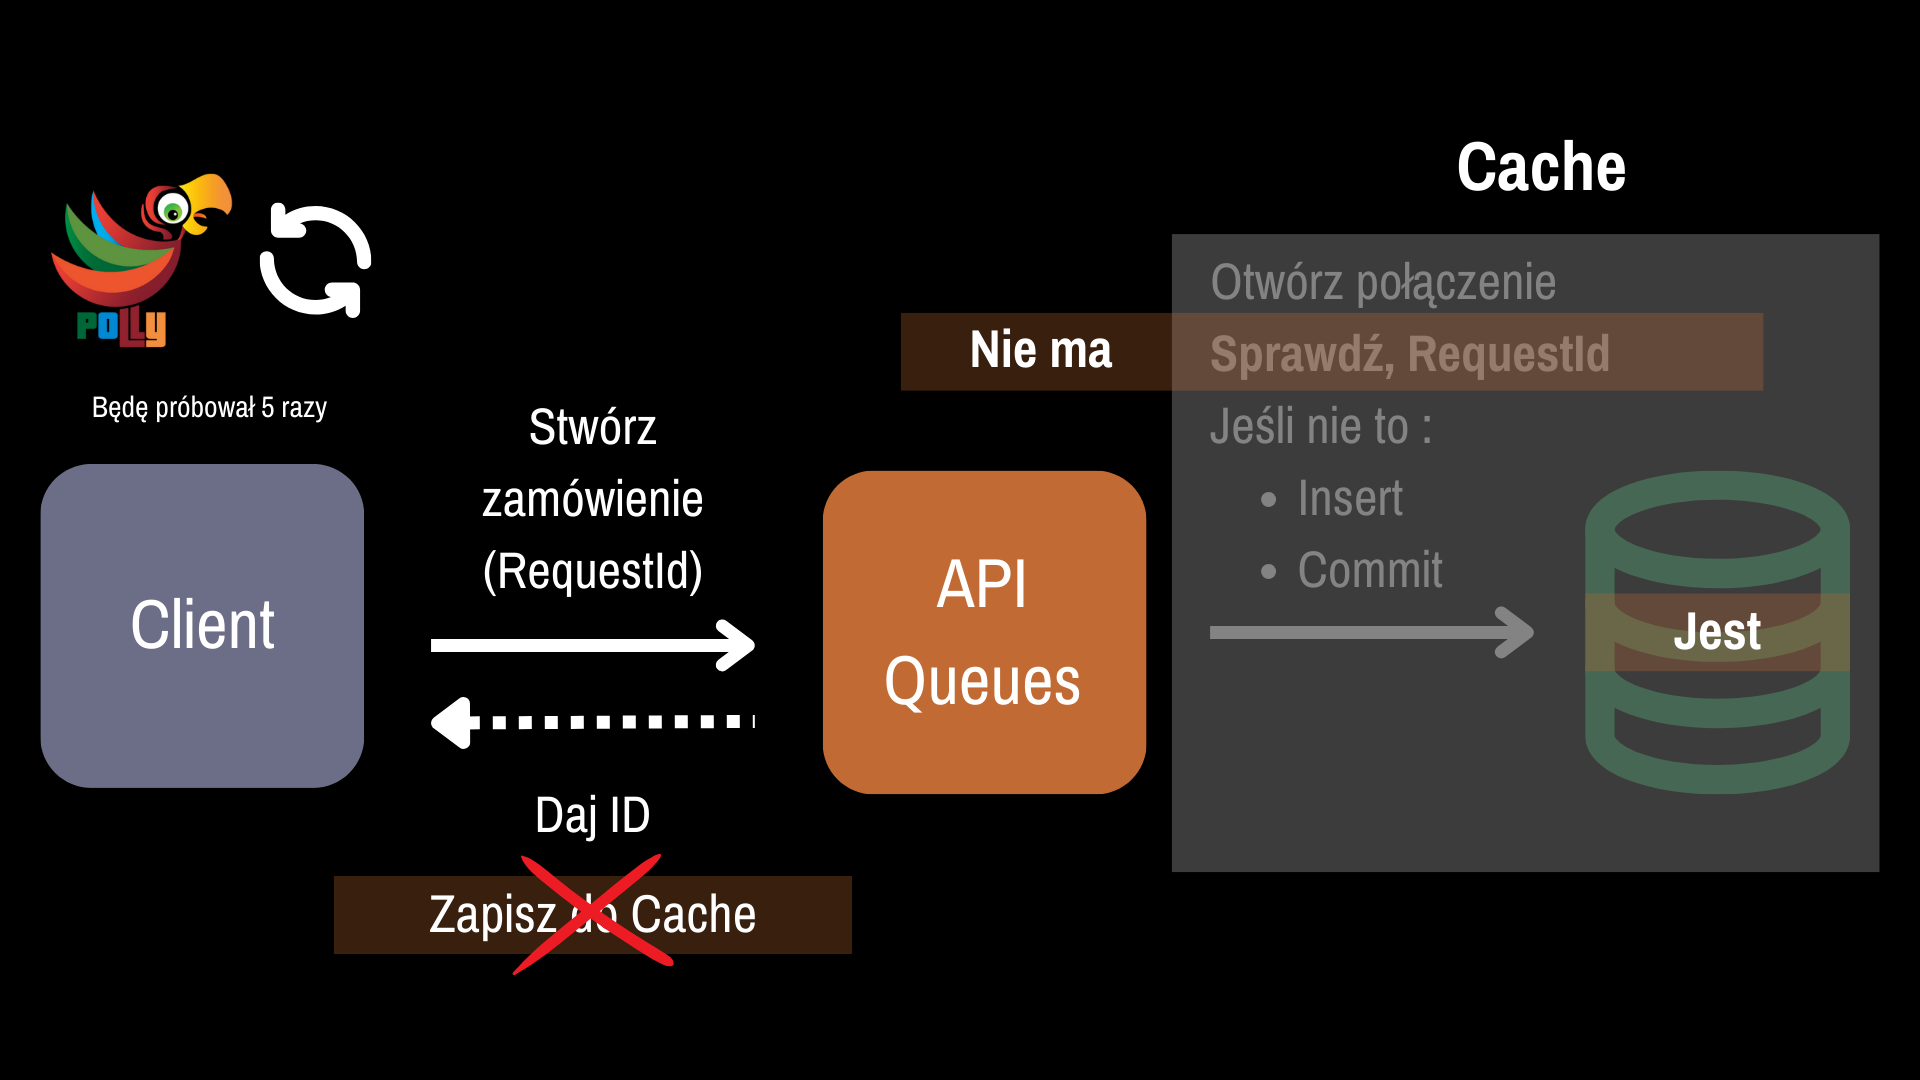 Cache
POLLY
Będę próbował 5 razy
Client
Stwórz
zamówienie
(RequestId)
Daj ID
Zapisz do Cache
API
Queues
Otwórz połączenie
Nie ma
Sprawdź, RequestId
Jeśli nie to :
• Insert
• Commit
Jest